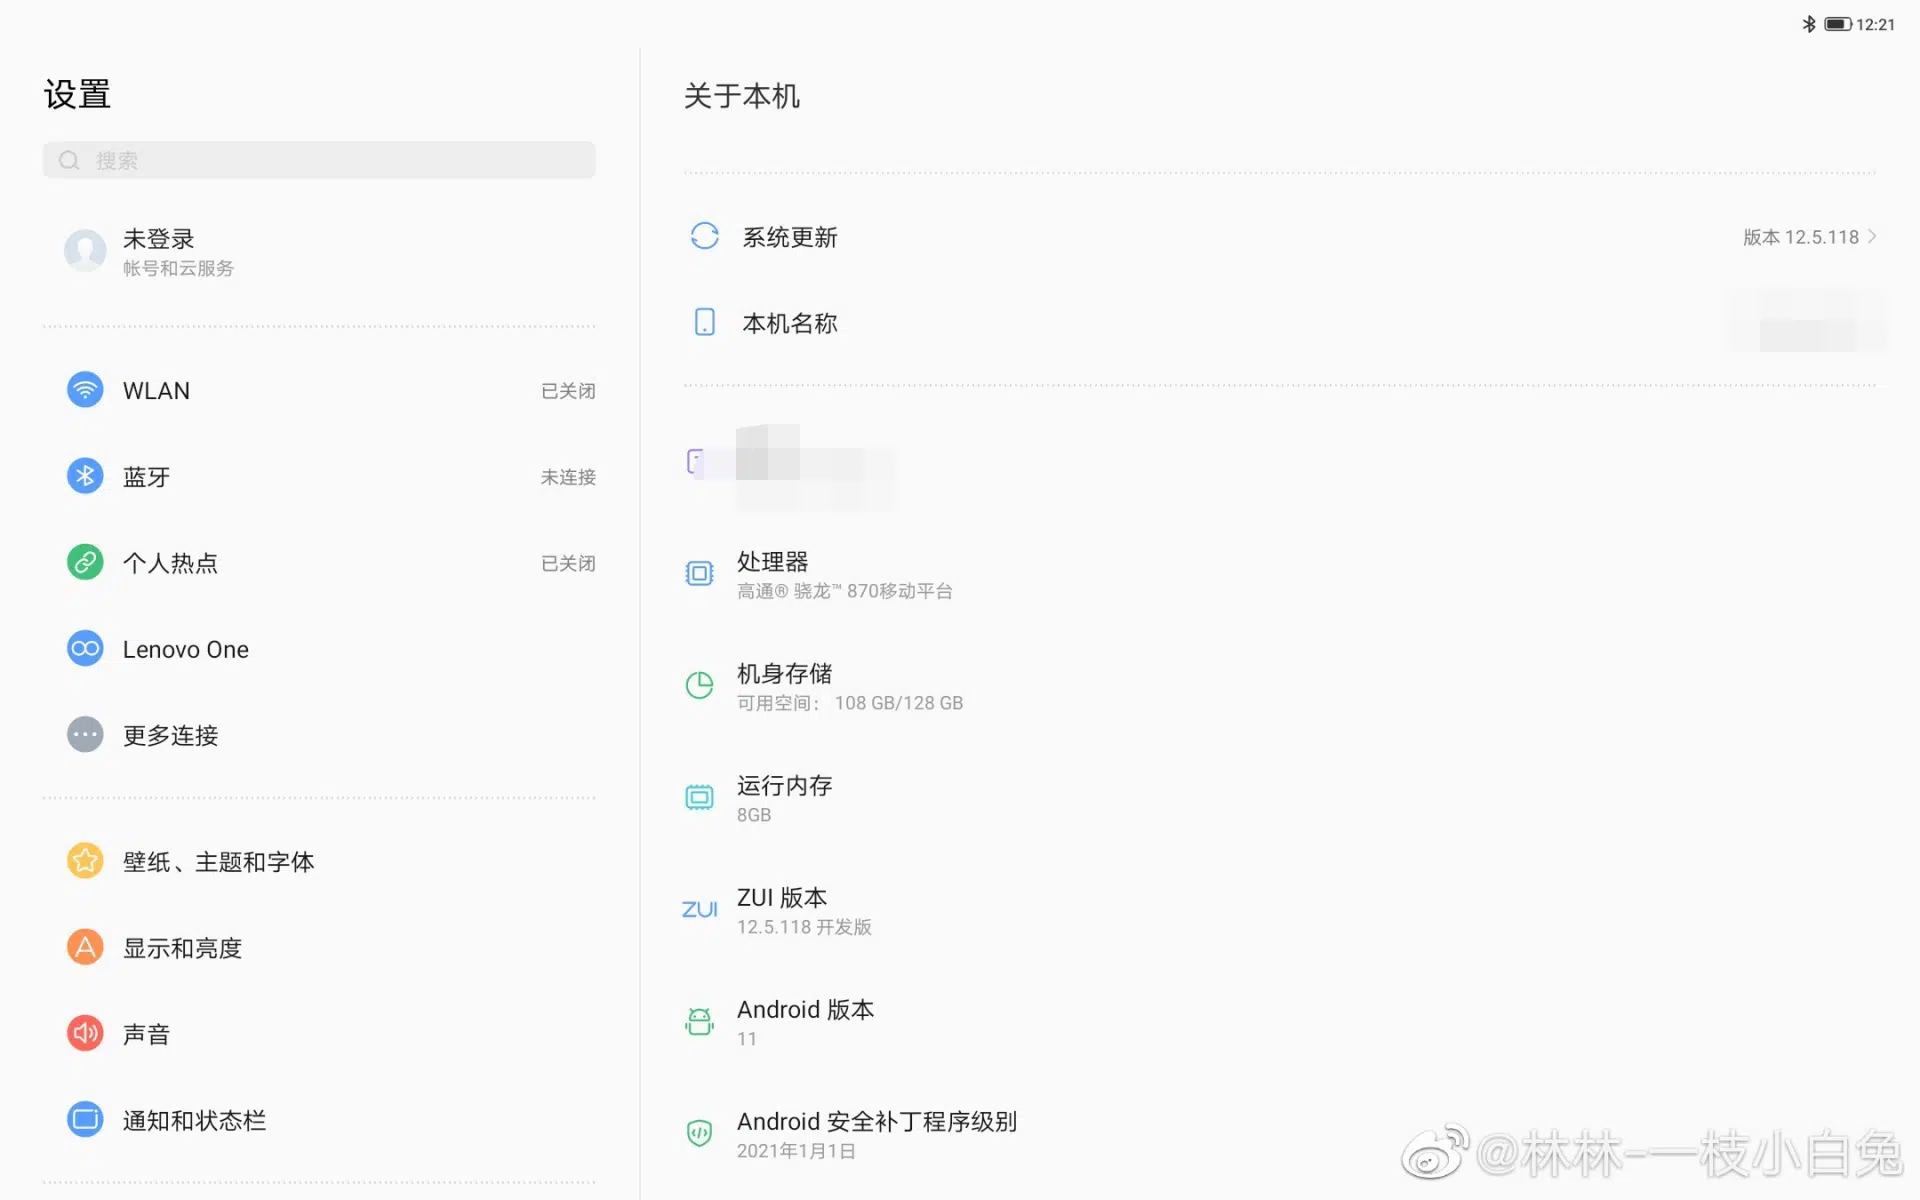 12:21
设置
搜索
未登录
帐号和云服务
WLAN 已关闭
蓝牙 未连接
个人热点 已关闭
Lenovo One
更多连接
壁纸、主题和字体
显示和亮度
声音
通知和状态栏
关于本机
系统更新 版本 12.5.118
本机名称
处理器
高通® 骁龙™ 870移动平台
机身存储
可用空间： 108 GB/128 GB
运行内存
8GB
ZUI
ZUI 版本
12.5.118 开发版
Android 版本
11
Android 安全补丁程序级别
2021年1月1日
@林林-一枝小白兔